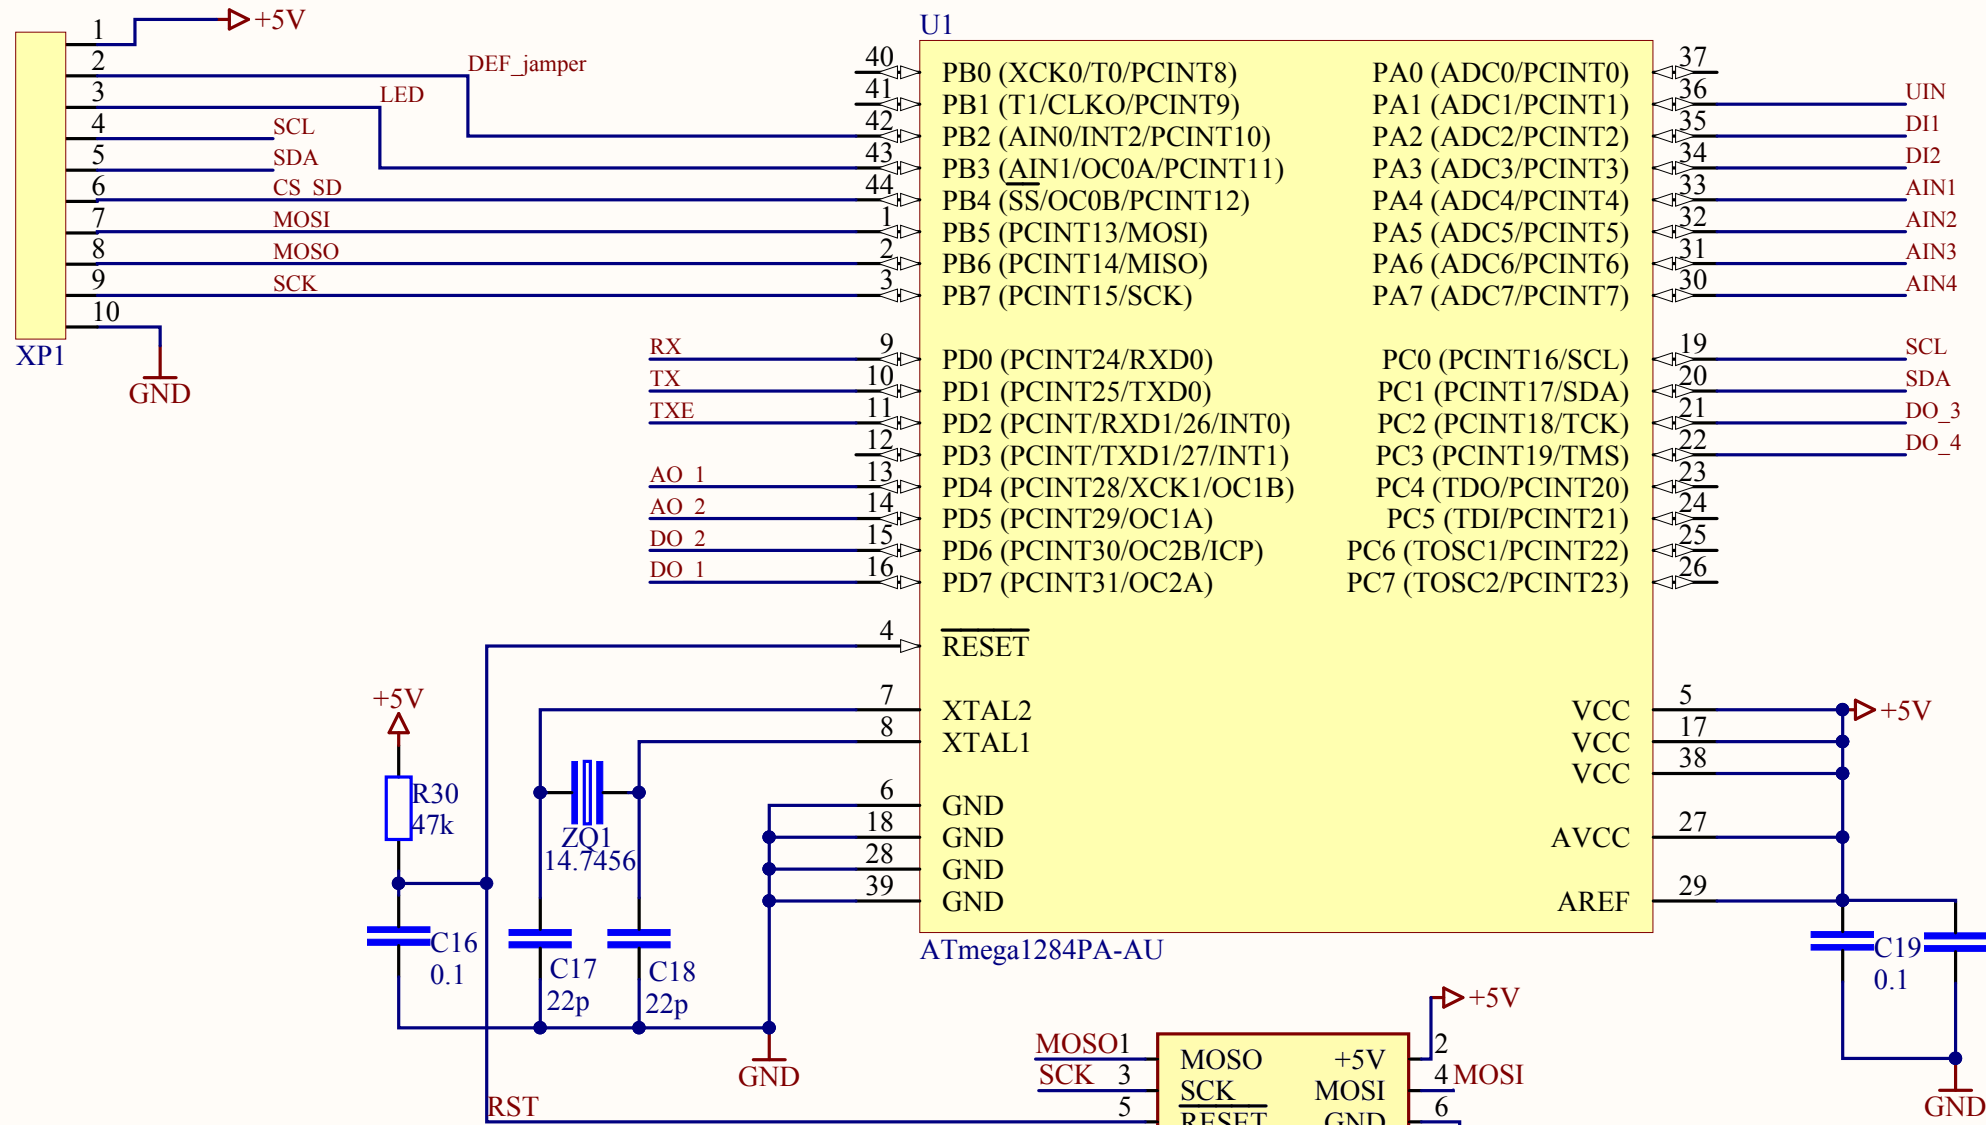 1
+5V
2
DEF_jamper
3
LED
4
SCL
5
SDA
6
CS_SD
7
MOSI
8
MOSO
9
SCK
10
XP1
GND
U1
40 PB0 (XCK0/T0/PCINT8)
41 PB1 (T1/CLKO/PCINT9)
42 PB2 (AIN0/INT2/PCINT10)
43 PB3 (AIN1/OC0A/PCINT11)
44 PB4 (SS/OC0B/PCINT12)
1 PB5 (PCINT13/MOSI)
2 PB6 (PCINT14/MISO)
3 PB7 (PCINT15/SCK)
RX 9 PD0 (PCINT24/RXD0)
TX 10 PD1 (PCINT25/TXD0)
TXE 11 PD2 (PCINT/RXD1/26/INT0)
12 PD3 (PCINT/TXD1/27/INT1)
AO_1 13 PD4 (PCINT28/XCK1/OC1B)
AO_2 14 PD5 (PCINT29/OC1A)
DO_2 15 PD6 (PCINT30/OC2B/ICP)
DO_1 16 PD7 (PCINT31/OC2A)
4 RESET
7 XTAL2
8 XTAL1
6 GND
18 GND
28 GND
39 GND
PA0 (ADC0/PCINT0) 37
PA1 (ADC1/PCINT1) 36 UIN
PA2 (ADC2/PCINT2) 35 DI1
PA3 (ADC3/PCINT3) 34 DI2
PA4 (ADC4/PCINT4) 33 AIN1
PA5 (ADC5/PCINT5) 32 AIN2
PA6 (ADC6/PCINT6) 31 AIN3
PA7 (ADC7/PCINT7) 30 AIN4
PC0 (PCINT16/SCL) 19 SCL
PC1 (PCINT17/SDA) 20 SDA
PC2 (PCINT18/TCK) 21 DO_3
PC3 (PCINT19/TMS) 22 DO_4
PC4 (TDO/PCINT20) 23
PC5 (TDI/PCINT21) 24
PC6 (TOSC1/PCINT22) 25
PC7 (TOSC2/PCINT23) 26
VCC 5 +5V
VCC 17
VCC 38
AVCC 27
AREF 29
ATmega1284PA-AU
+5V
R30
47k
ZQ1
14.7456
C16
0.1
C17
22p
C18
22p
GND
C19
0.1
GND
+5V
MOSO 1 MOSO +5V 2
SCK 3 SCK MOSI 4 MOSI
RST 5 RESET GND 6